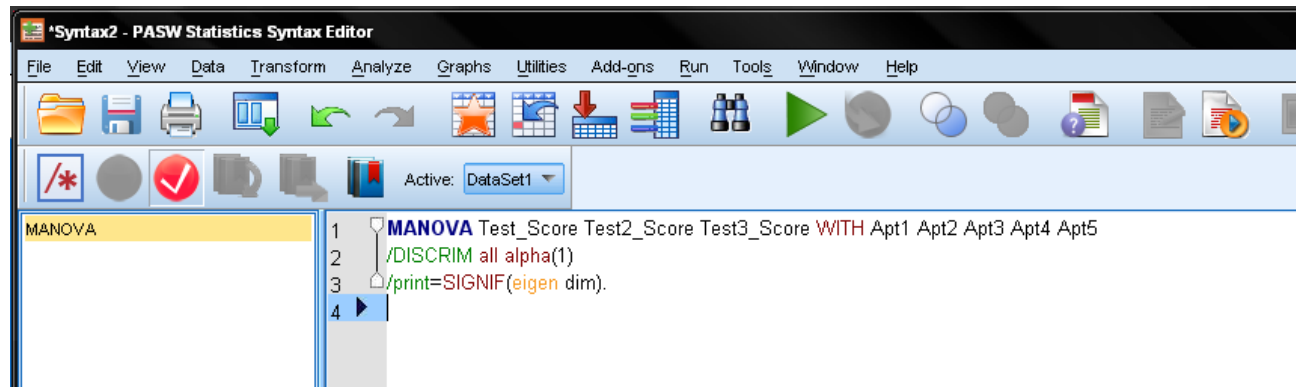 *Syntax2 - PASW Statistics Syntax Editor
File Edit View Data Transform Analyze Graphs Utilities Add-ons Run Tools Window Help
Active: DataSet1
MANOVA
1 MANOVA Test_Score Test2_Score Test3_Score WITH Apt1 Apt2 Apt3 Apt4 Apt5
2 /DISCRIM all alpha(1)
3 /print=SIGNIF(eigen dim).
4